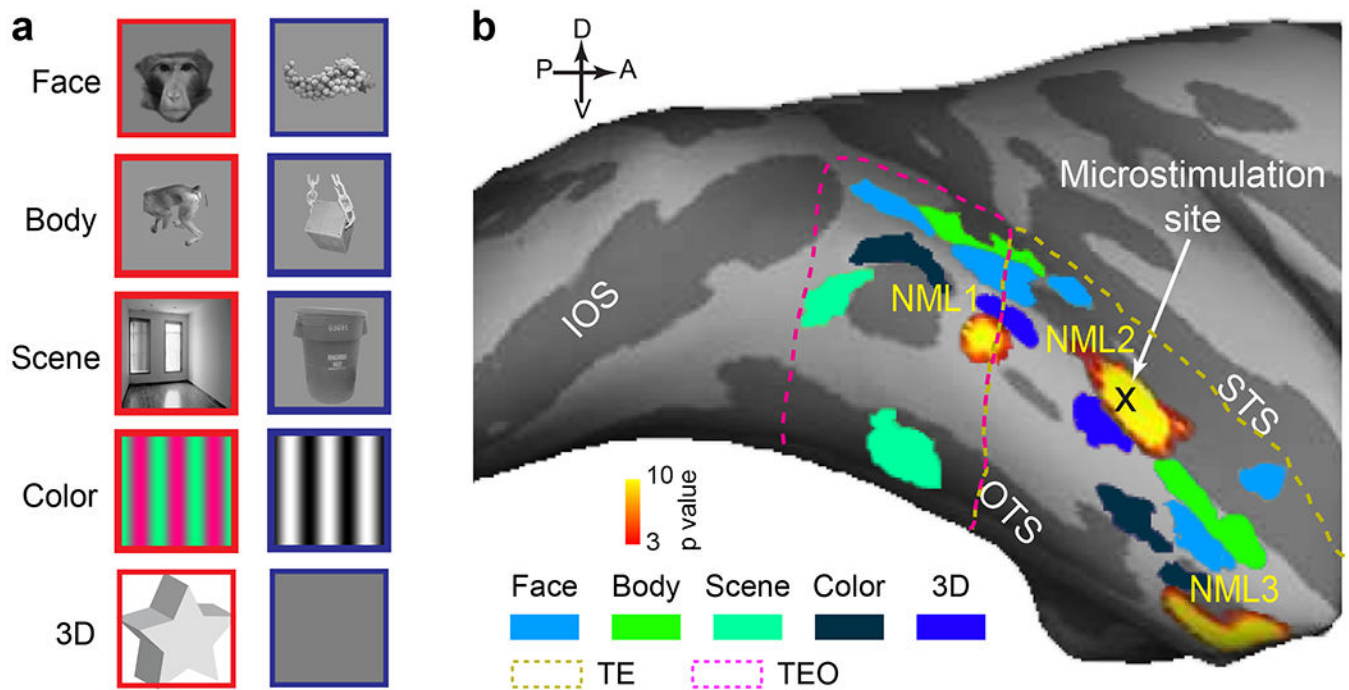 a
Face
Body
Scene
Color
3D
b
D
P A
V
Microstimulation
site
IOS
NML1
NML2
STS
OTS
NML3
10
3
p value
Face Body Scene Color 3D
TE TEO